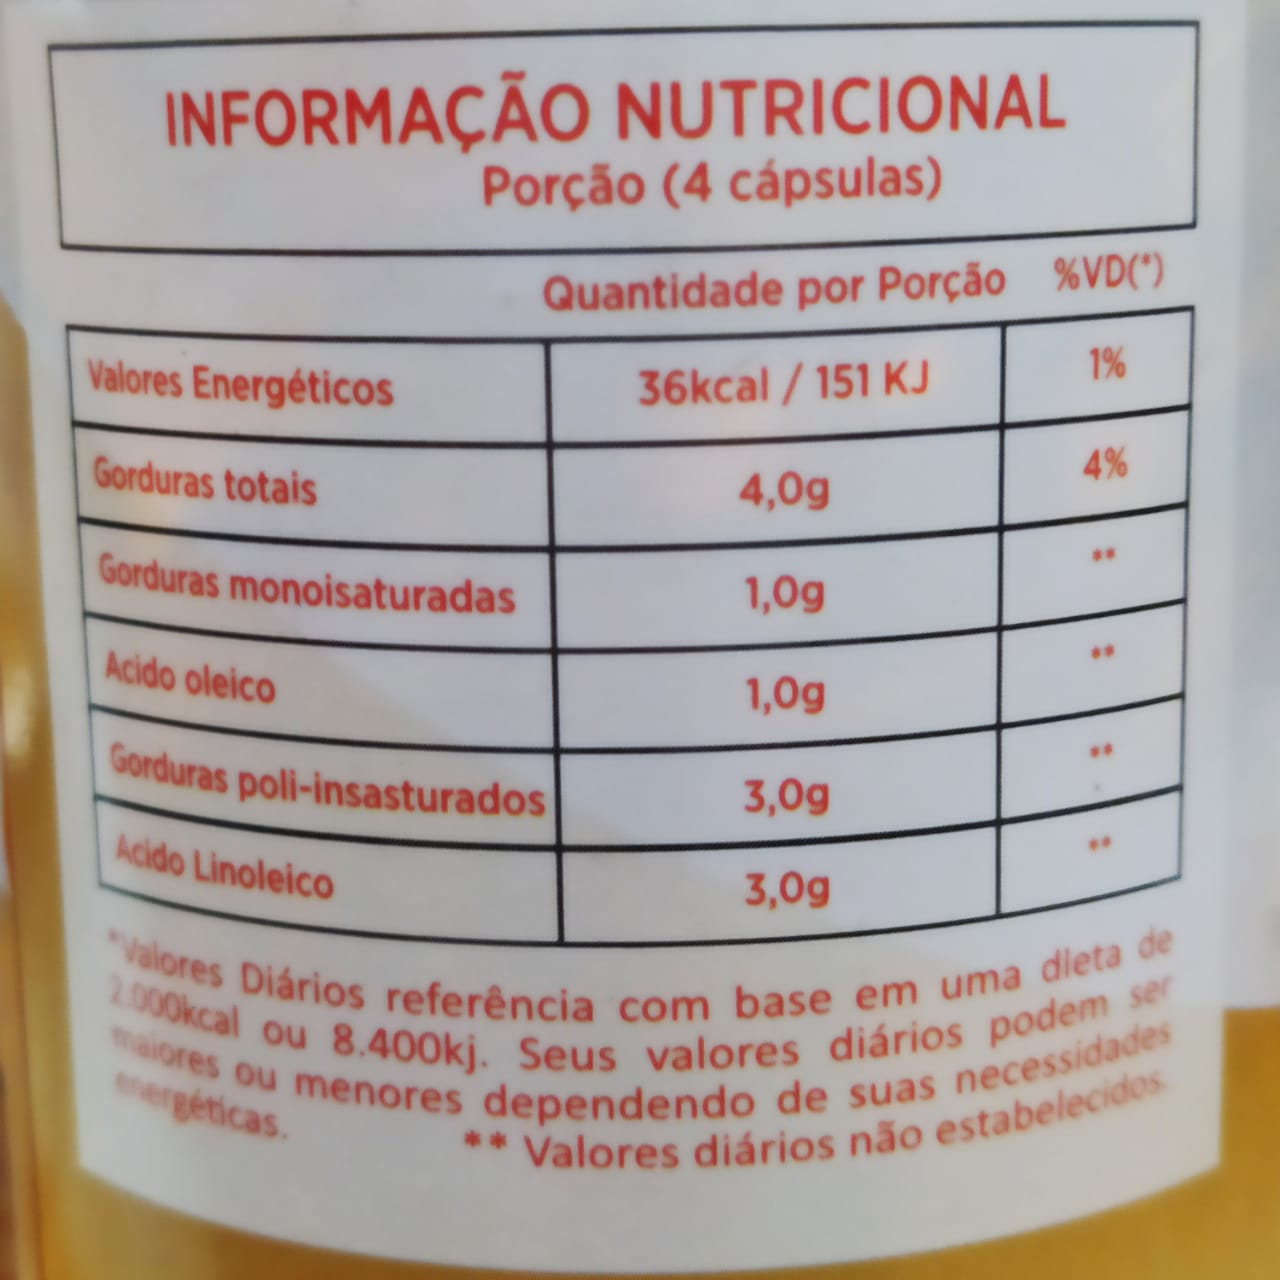 INFORMAÇÃO NUTRICIONAL
Porção (4 cápsulas)
Quantidade por Porção %VD(*)
Valores Energéticos 36kcal / 151 KJ 1%
Gorduras totais 4,0g 4%
Gorduras monoisaturadas 1,0g **
Acido oleico 1,0g **
Gorduras poli-insasturados 3,0g **
Acido Linoleico 3,0g **
*Valores Diários referência com base em uma dieta de
2.000kcal ou 8.400kj. Seus valores diários podem ser
maiores ou menores dependendo de suas necessidades
energéticas. ** Valores diários não estabelecidos.